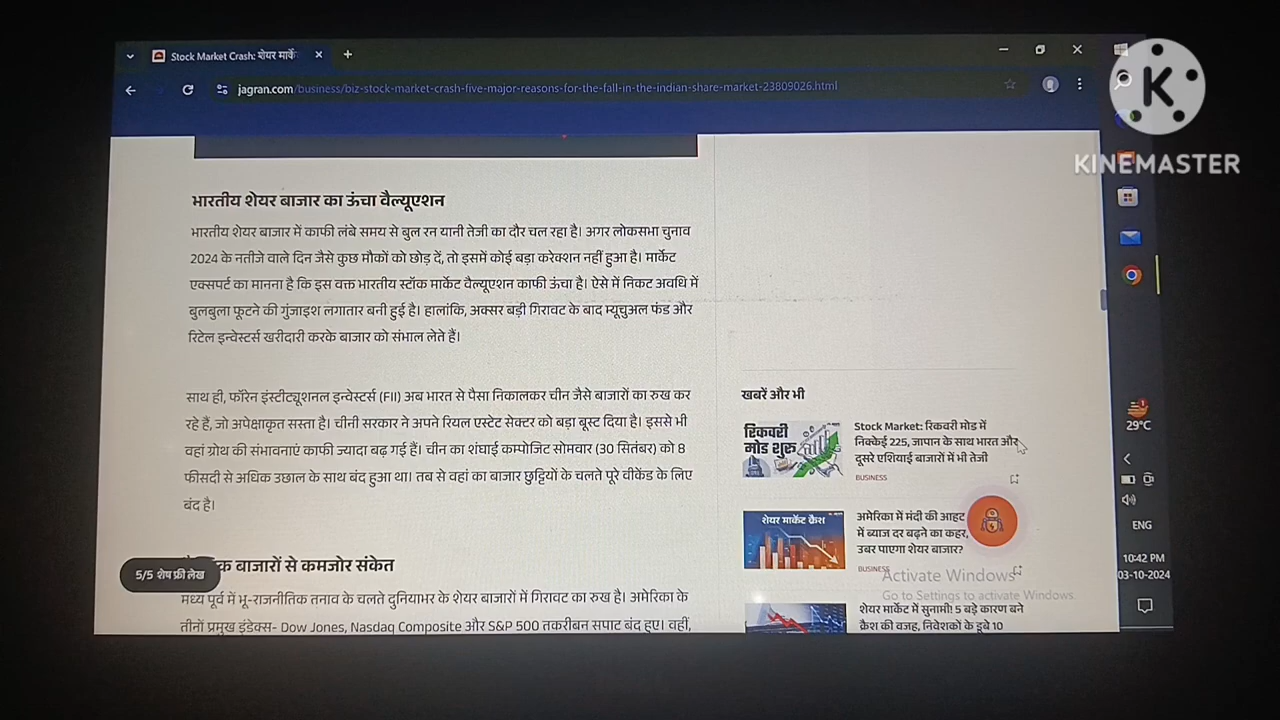 Stock Market Crash: शेयर मार्के
jagran.com/business/biz-stock-market-crash-five-major-reasons-for-the-fall-in-the-indian-share-market-23809026.html
K
KINEMASTER
भारतीय शेयर बाजार का ऊंचा वैल्यूएशन
भारतीय शेयर बाजार में काफी लंबे समय से बुल रन यानी तेजी का दौर चल रहा है। अगर लोकसभा चुनाव
2024 के नतीजे वाले दिन जैसे कुछ मौकों को छोड़ दें, तो इसमें कोई बड़ा करेक्शन नहीं हुआ है। मार्केट
एक्सपर्ट का मानना है कि इस वक्त भारतीय स्टॉक मार्केट वैल्यूएशन काफी ऊंचा है। ऐसे में निकट अवधि में
बुलबुला फूटने की गुंजाइश लगातार बनी हुई है। हालांकि, अक्सर बड़ी गिरावट के बाद म्यूचुअल फंड और
रिटेल इन्वेस्टर्स खरीदारी करके बाजार को संभाल लेते हैं।
साथ ही, फॉरेन इंस्टीट्यूशनल इन्वेस्टर्स (FII) अब भारत से पैसा निकालकर चीन जैसे बाजारों का रुख कर
रहे हैं, जो अपेक्षाकृत सस्ता है। चीनी सरकार ने अपने रियल एस्टेट सेक्टर को बड़ा बूस्ट दिया है। इससे भी
वहां ग्रोथ की संभावनाएं काफी ज्यादा बढ़ गई हैं। चीन का शंघाई कम्पोजिट सोमवार (30 सितंबर) को 8
फीसदी से अधिक उछाल के साथ बंद हुआ था। तब से वहां का बाजार छुट्टियों के चलते पूरे वीकेंड के लिए
बंद है।
क बाजारों से कमजोर संकेत
5/5 शेष फ्री लेख
मध्य पूर्व में भू-राजनीतिक तनाव के चलते दुनियाभर के शेयर बाजारों में गिरावट का रुख है। अमेरिका के
तीनों प्रमुख इंडेक्स- Dow Jones, Nasdaq Composite और S&P 500 तकरीबन सपाट बंद हुए। वहीं,
खबरें और भी
रिकवरी
मोड शुरू
Stock Market: रिकवरी मोड में
निक्केई 225, जापान के साथ भारत और
दूसरे एशियाई बाजारों में भी तेजी
BUSINESS
शेयर मार्केट क्रैश
अमेरिका में मंदी की आहट
में ब्याज दर बढ़ने का कहर,
उबर पाएगा शेयर बाजार?
BUSINESS
शेयर मार्केट में सुनामी! 5 बड़े कारण बने
क्रैश की वजह, निवेशकों के डूबे 10
Activate Windows
Go to Settings to activate Windows.
29°C
ENG
10:42 PM
03-10-2024